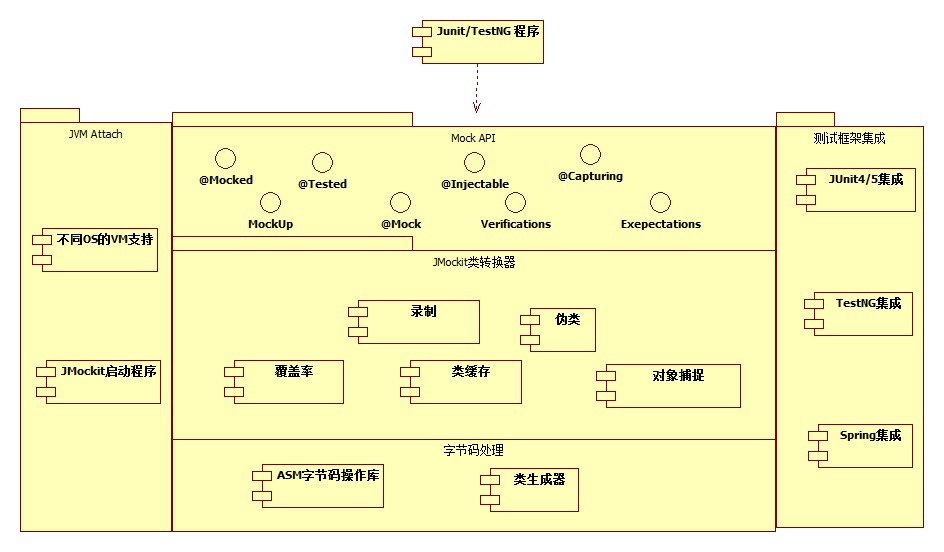 Junit/TestNG 程序
JVM Attach
不同OS的VM支持
JMockit启动程序
Mock API
@Mocked
@Tested
@Injectable
@Capturing
MockUp
@Mock
Verifications
Exepectations
JMockit类转换器
录制
伪类
覆盖率
类缓存
对象捕捉
字节码处理
ASM字节码操作库
类生成器
测试框架集成
JUnit4/5集成
TestNG集成
Spring集成